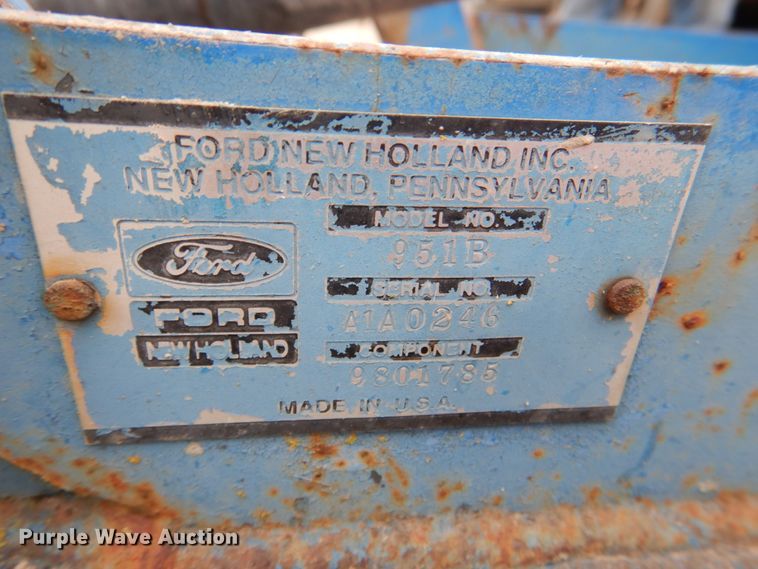 FORD NEW HOLLAND INC.
NEW HOLLAND, PENNSYLVANIA
MODEL NO.
951B
Ford
SERIAL NO.
FORD
A1A0246
NEW HOLLAND
COMPONENT
9801785
MADE IN U.S.A.
Purple Wave Auction